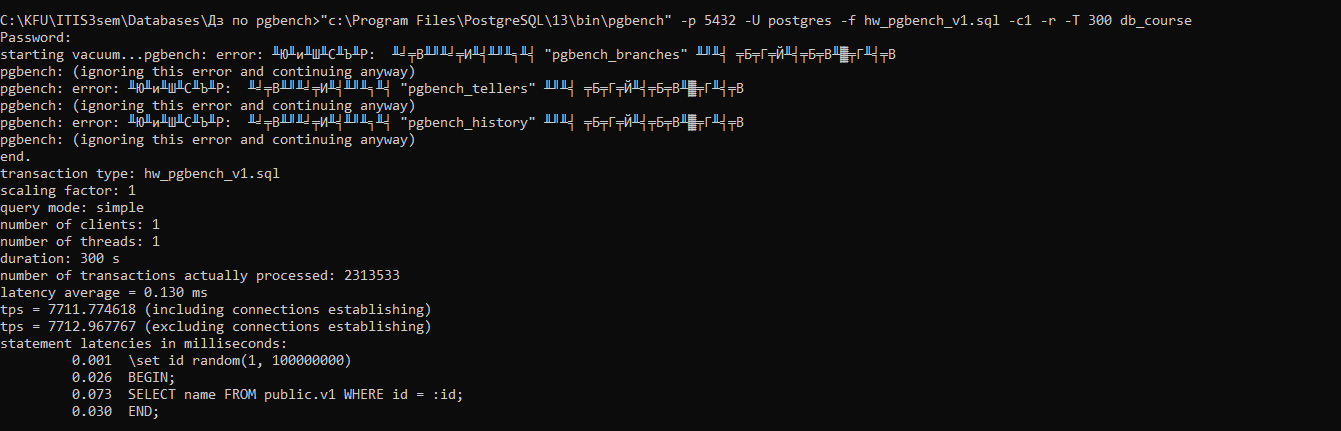 C:\KFU\ITIS3sem\Databases\Дз по pgbench>"c:\Program Files\PostgreSQL\13\bin\pgbench" -p 5432 -U postgres -f hw_pgbench_v1.sql -c1 -r -T 300 db_course
Password:
starting vacuum...pgbench: error: "pgbench_branches"
pgbench: (ignoring this error and continuing anyway)
pgbench: error: "pgbench_tellers"
pgbench: (ignoring this error and continuing anyway)
pgbench: error: "pgbench_history"
pgbench: (ignoring this error and continuing anyway)
end.
transaction type: hw_pgbench_v1.sql
scaling factor: 1
query mode: simple
number of clients: 1
number of threads: 1
duration: 300 s
number of transactions actually processed: 2313533
latency average = 0.130 ms
tps = 7711.774618 (including connections establishing)
tps = 7712.967767 (excluding connections establishing)
statement latencies in milliseconds:
0.001 \set id random(1, 100000000)
0.026 BEGIN;
0.073 SELECT name FROM public.v1 WHERE id = :id;
0.030 END;